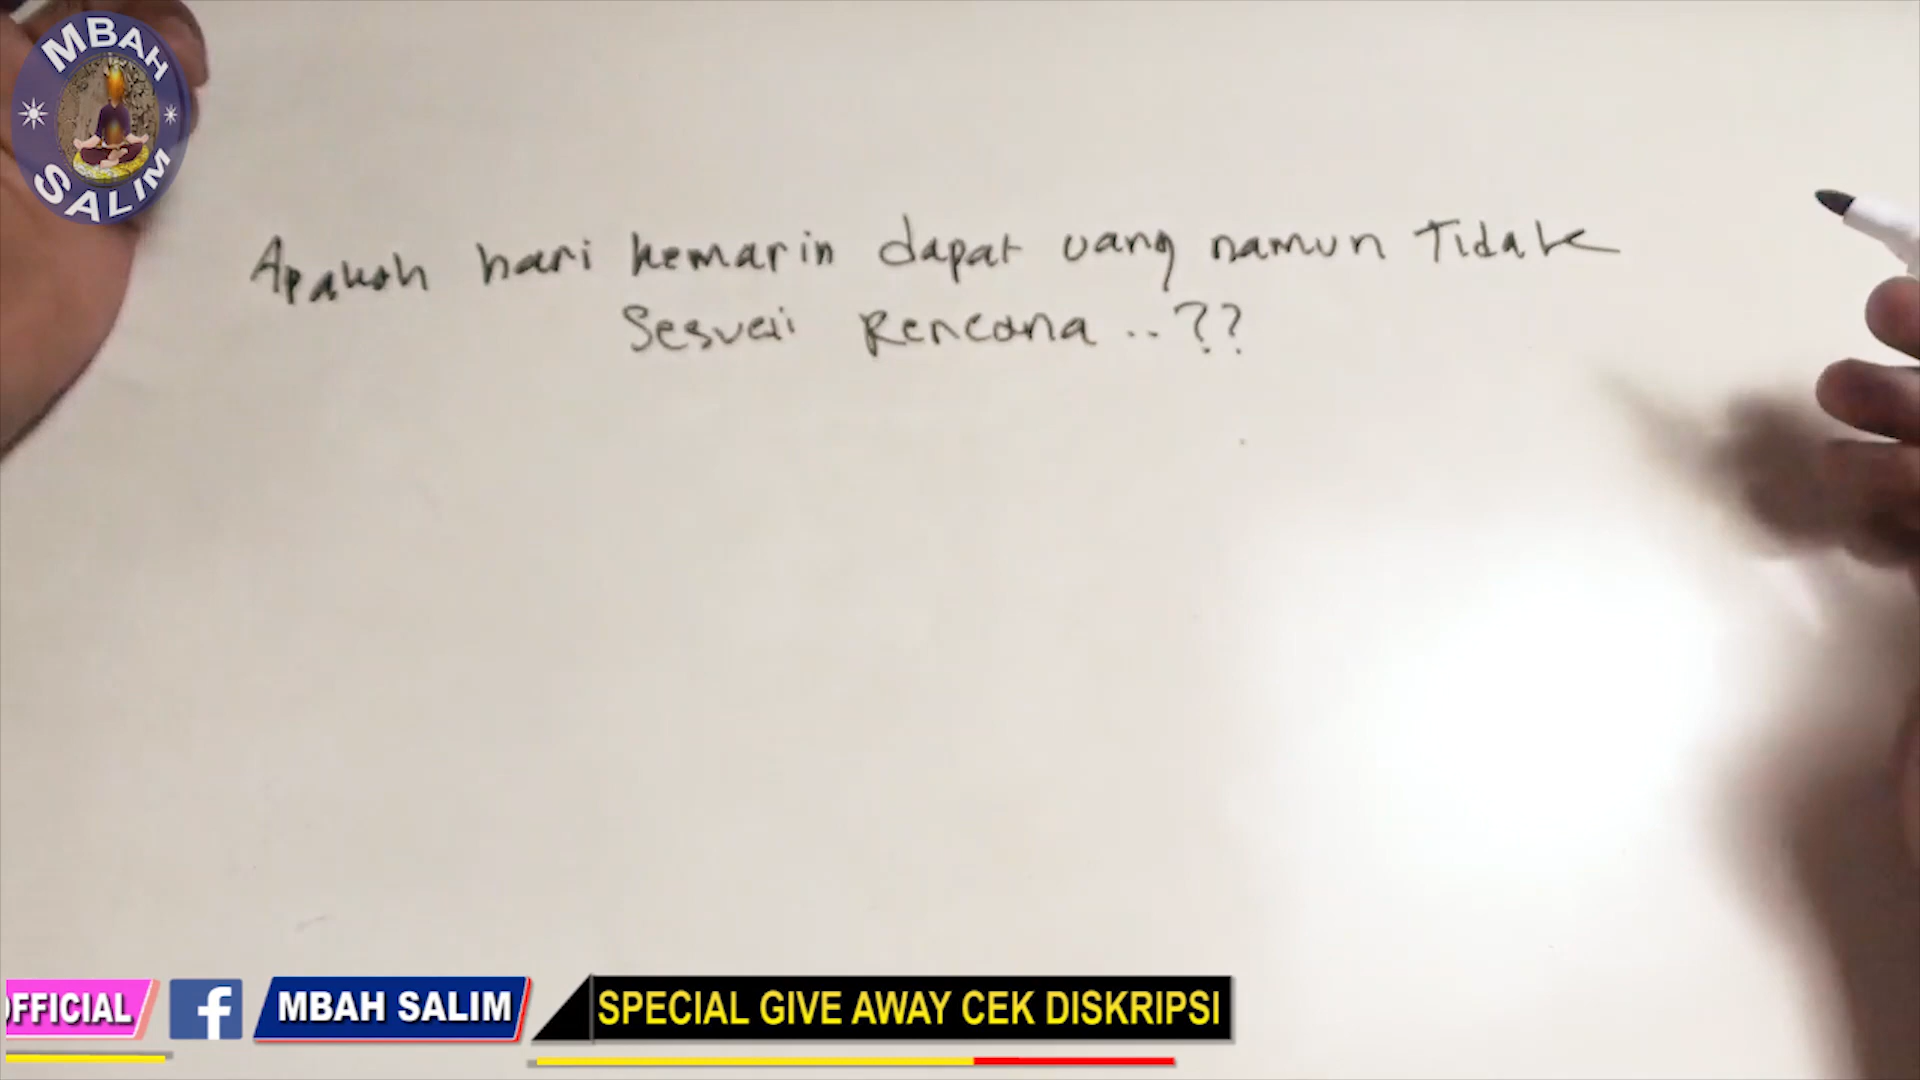 MBAH
SALIM
Apakah hari kemarin dapat uang namun Tidak
Sesuai Rencana..??
OFFICIAL
MBAH SALIM
SPECIAL GIVE AWAY CEK DISKRIPSI